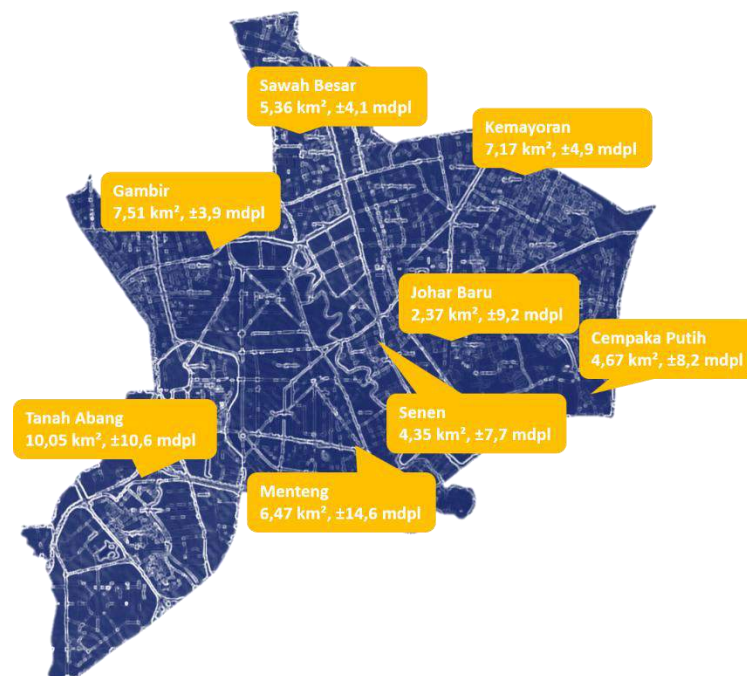 Sawah Besar
5,36 km², ±4,1 mdpl
Kemayoran
7,17 km², ±4,9 mdpl
Gambir
7,51 km², ±3,9 mdpl
Johar Baru
2,37 km², ±9,2 mdpl
Cempaka Putih
4,67 km², ±8,2 mdpl
Tanah Abang
10,05 km², ±10,6 mdpl
Senen
4,35 km², ±7,7 mdpl
Menteng
6,47 km², ±14,6 mdpl